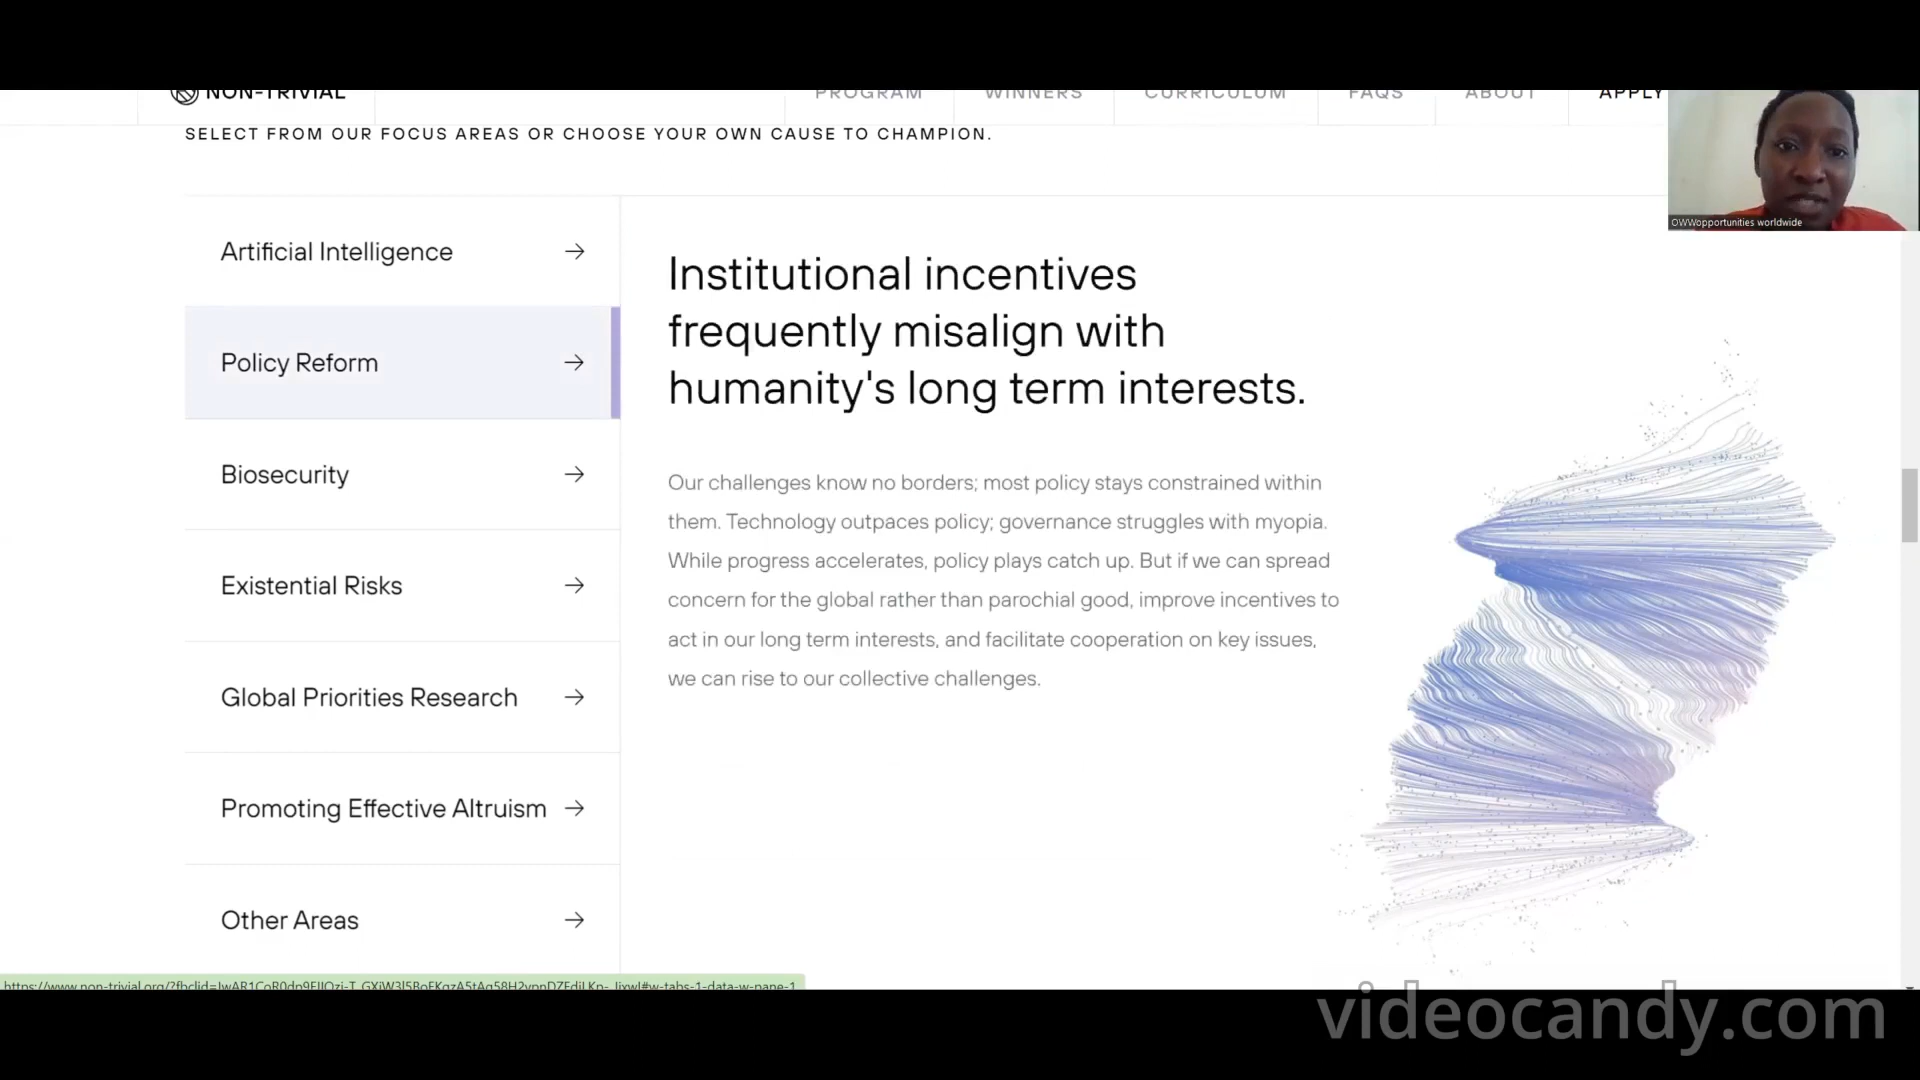 NON-TRIVIAL
PROGRAM
WINNERS
CURRICULUM
FAQS
ABOUT
APPLY
SELECT FROM OUR FOCUS AREAS OR CHOOSE YOUR OWN CAUSE TO CHAMPION.
OWWopportunities worldwide
Artificial Intelligence
Policy Reform
Biosecurity
Existential Risks
Global Priorities Research
Promoting Effective Altruism
Other Areas
Institutional incentives
frequently misalign with
humanity's long term interests.
Our challenges know no borders; most policy stays constrained within
them. Technology outpaces policy; governance struggles with myopia.
While progress accelerates, policy plays catch up. But if we can spread
concern for the global rather than parochial good, improve incentives to
act in our long term interests, and facilitate cooperation on key issues,
we can rise to our collective challenges.
videocandy.com